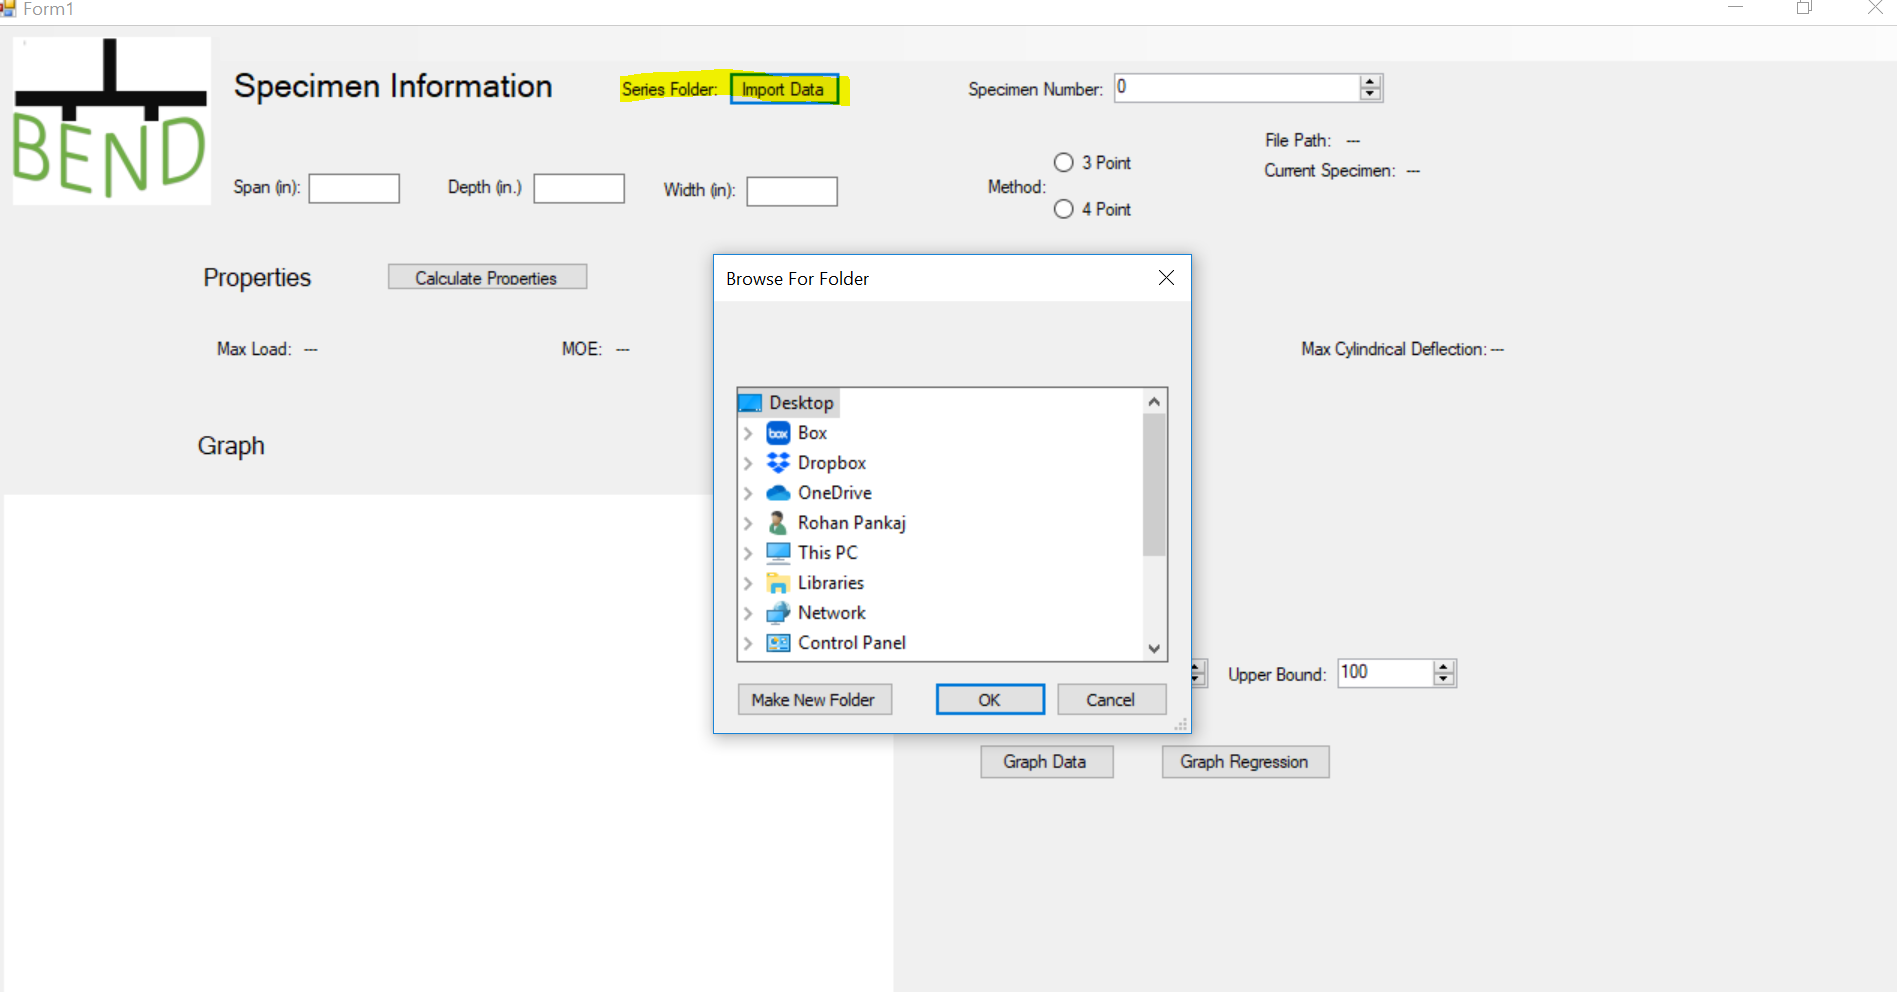 Form1
BEND
Specimen Information
Series Folder: Import Data
Specimen Number: 0
Span (in):
Depth (in.)
Width (in):
Method:
3 Point
4 Point
File Path: ---
Current Specimen: ---
Properties
Calculate Properties
Max Load: ---
MOE: ---
Max Cylindrical Deflection: ---
Graph
Browse For Folder
Desktop
box Box
Dropbox
OneDrive
Rohan Pankaj
This PC
Libraries
Network
Control Panel
Make New Folder
OK
Cancel
Upper Bound: 100
Graph Data
Graph Regression